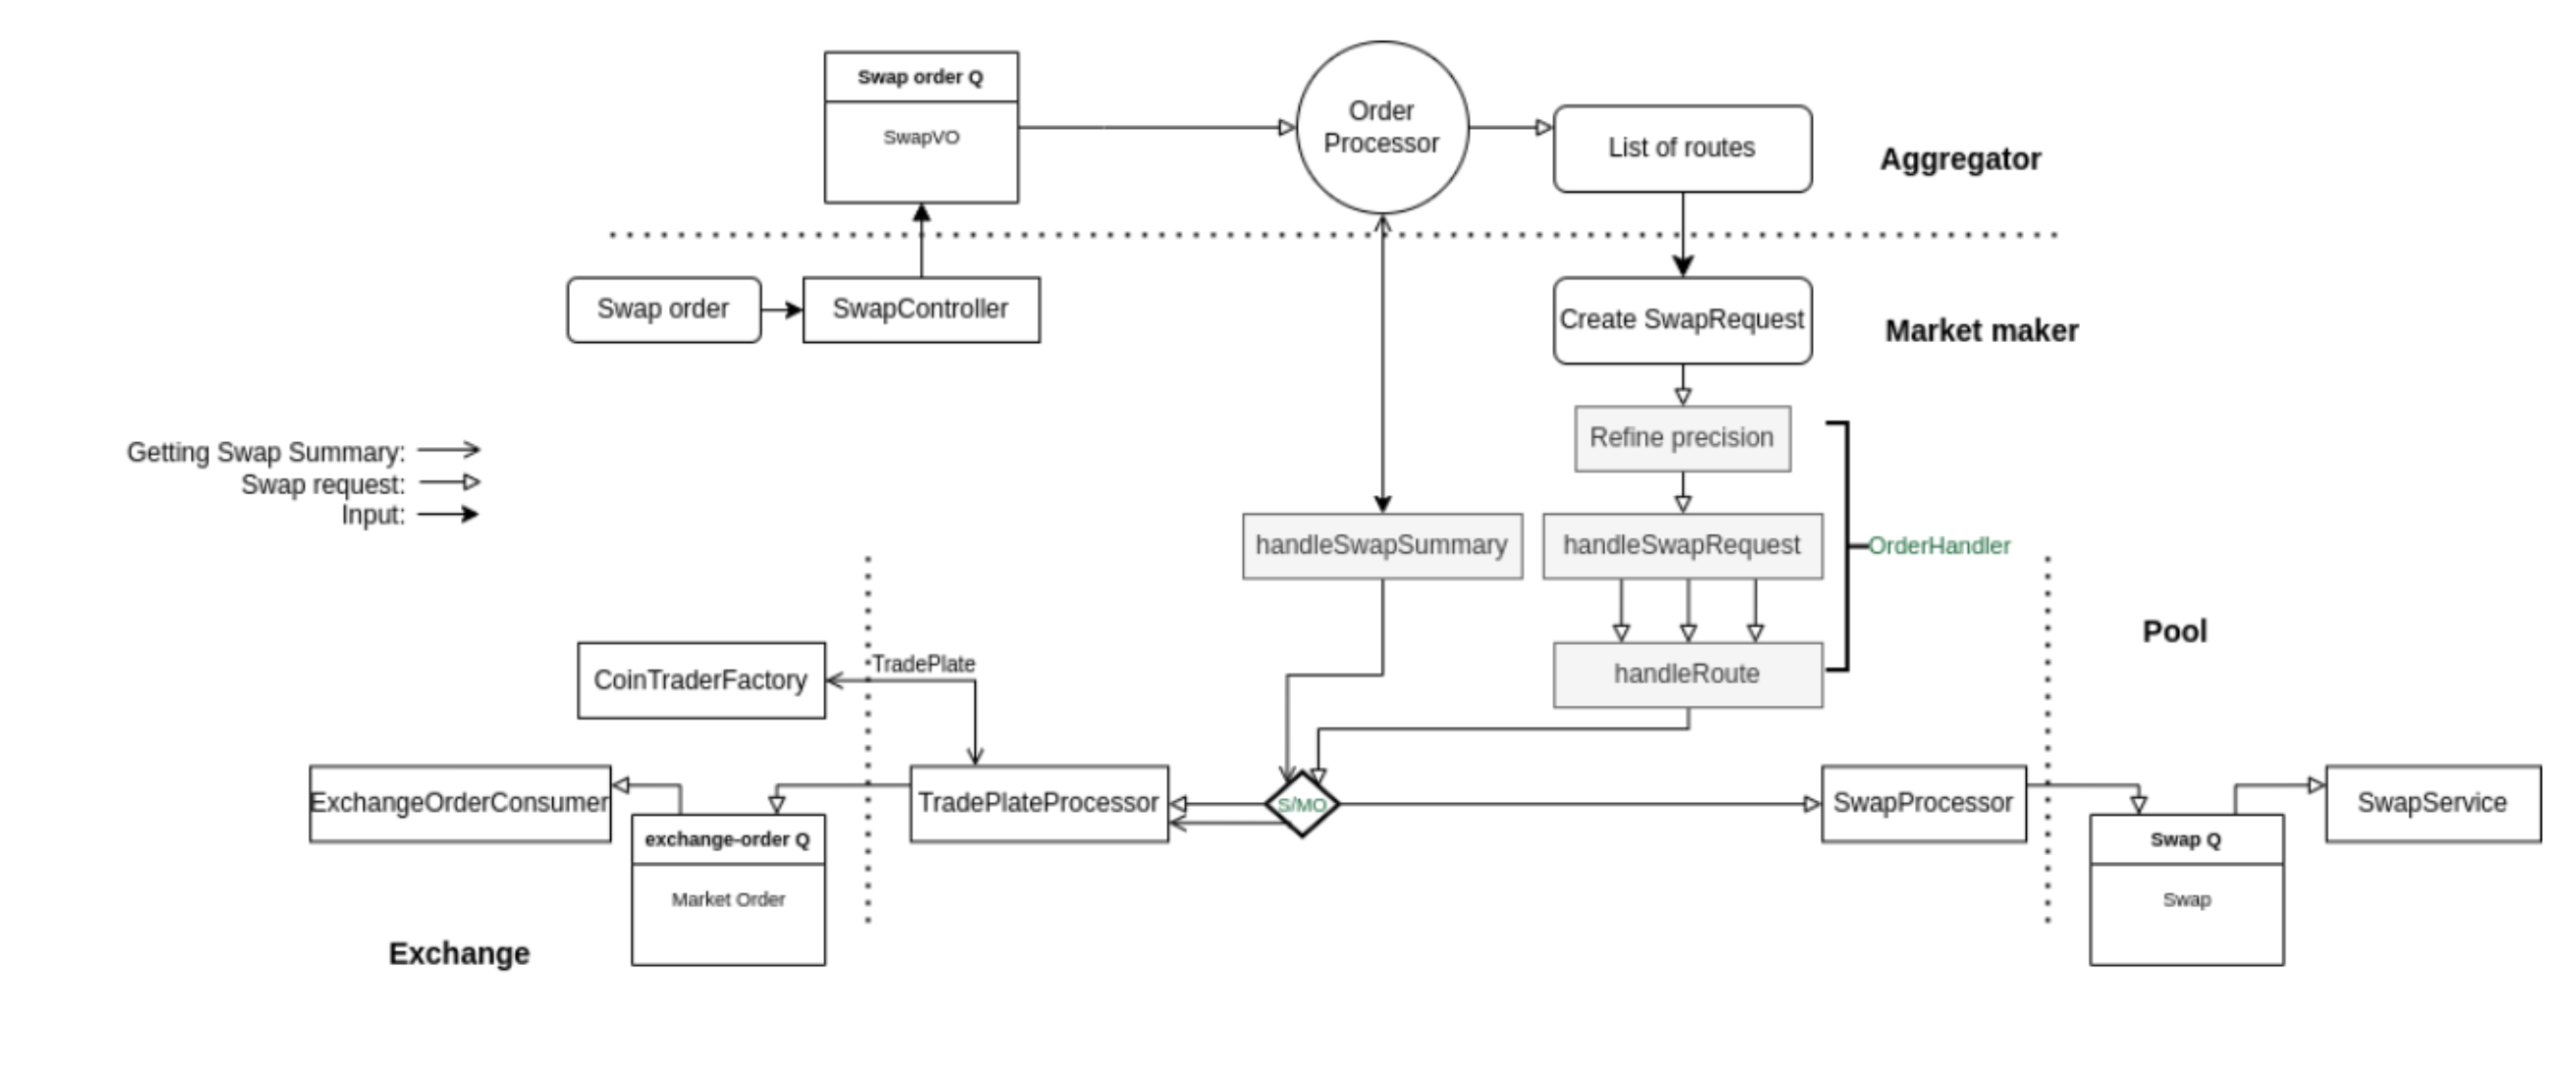 Swap order Q
SwapVO
Order
Processor
List of routes
Aggregator
Swap order
SwapController
Create SwapRequest
Market maker
Refine precision
Getting Swap Summary:
Swap request:
Input:
handleSwapSummary
handleSwapRequest
OrderHandler
Pool
CoinTraderFactory
TradePlate
handleRoute
ExchangeOrderConsumer
TradePlateProcessor
S/MO
SwapProcessor
SwapService
exchange-order Q
Market Order
Swap Q
Swap
Exchange